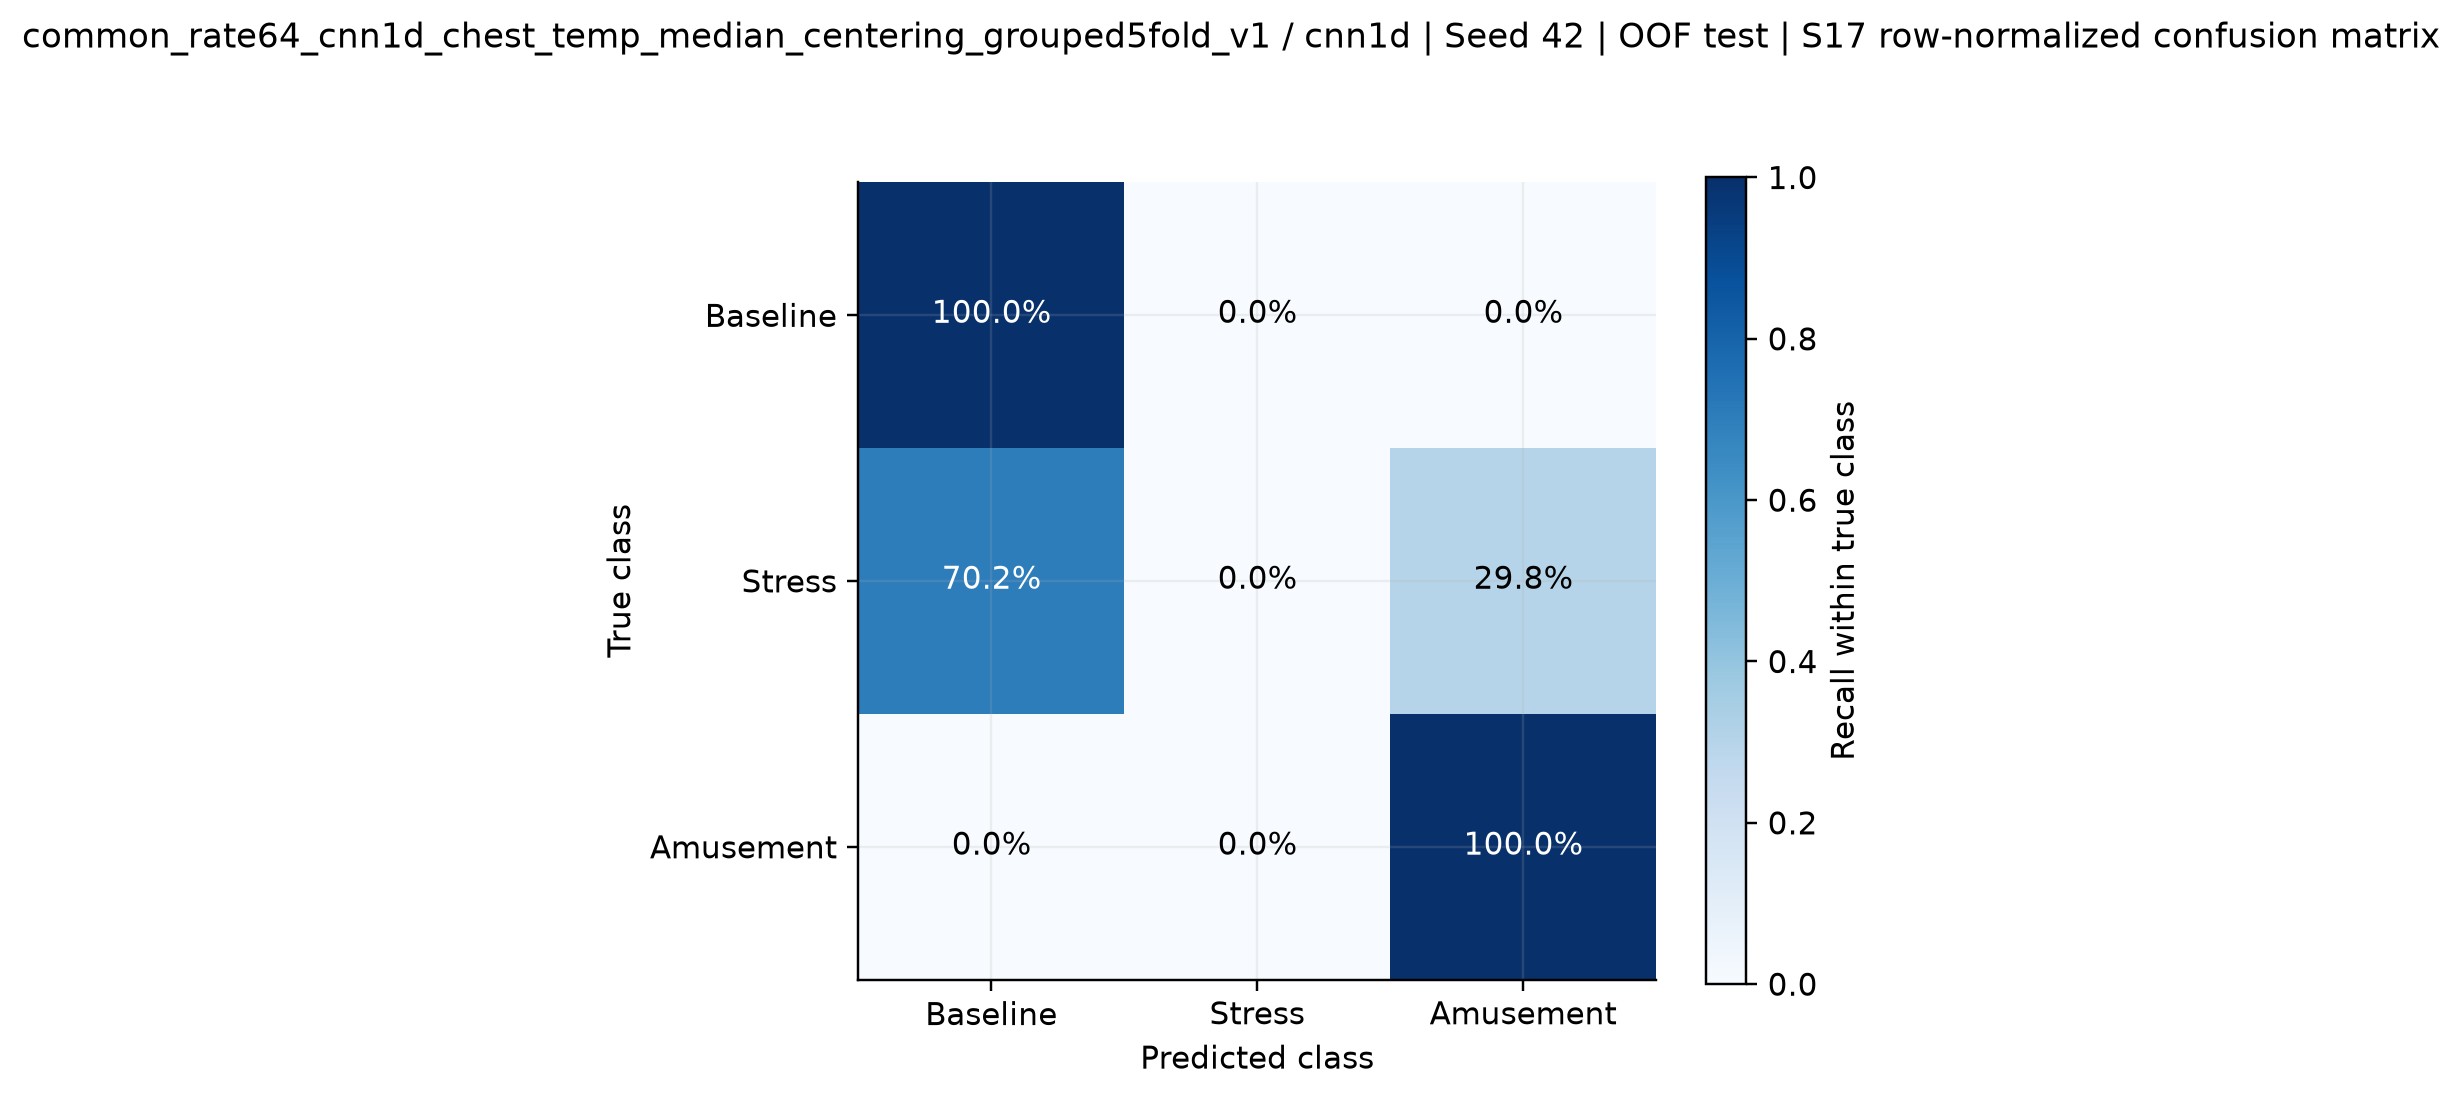 common_rate64_cnn1d_chest_temp_median_centering_grouped5fold_v1 / cnn1d | Seed 42 | OOF test | S17 row-normalized confusion matrix
Baseline
100.0%
0.0%
0.0%
Stress
70.2%
0.0%
29.8%
Amusement
0.0%
0.0%
100.0%
Baseline
Stress
Amusement
Predicted class
True class
1.0
0.8
0.6
0.4
0.2
0.0
Recall within true class